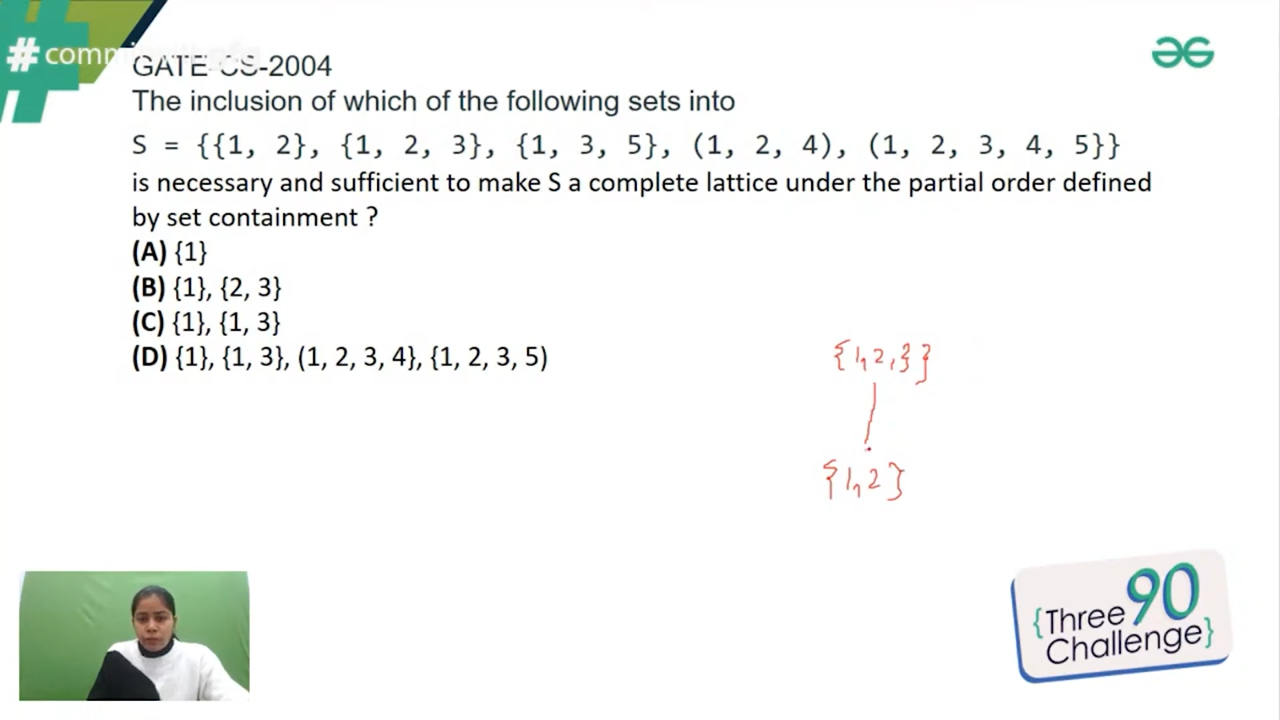 #comm
GATE-CS-2004
The inclusion of which of the following sets into
S = {{1, 2}, {1, 2, 3}, {1, 3, 5}, (1, 2, 4), (1, 2, 3, 4, 5}}
is necessary and sufficient to make S a complete lattice under the partial order defined
by set containment ?
(A) {1}
(B) {1}, {2, 3}
(C) {1}, {1, 3}
(D) {1}, {1, 3}, (1, 2, 3, 4}, {1, 2, 3, 5)
{1,2,3}
{1,2}
{Three 90
Challenge}